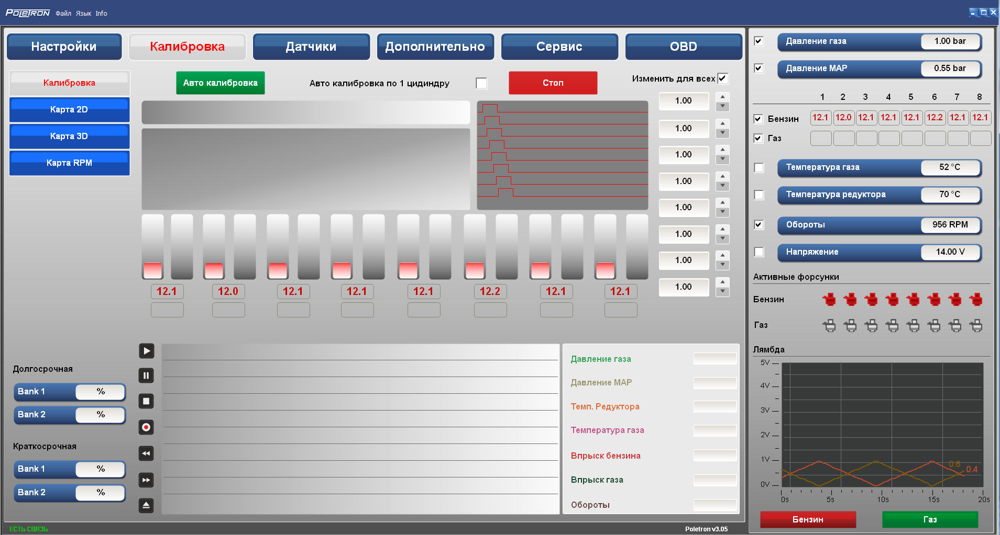 POLETRON Файл Язык Info
Настройки Калибровка Датчики Дополнительно Сервис OBD
Калибровка
Карта 2D
Карта 3D
Карта RPM
Авто калибровка Авто калибровка по 1 цидиндру Стоп Изменить для всех
1.00
1.00
1.00
1.00
1.00
1.00
1.00
1.00
12.1 12.0 12.1 12.1 12.1 12.2 12.1 12.1
Долгосрочная
Bank 1 %
Bank 2 %
Краткосрочная
Bank 1 %
Bank 2 %
Давление газа
Давление MAP
Темп. Редуктора
Температура газа
Впрыск бензина
Впрыск газа
Обороты
Давление газа 1.00 bar
Давление MAP 0.55 bar
1 2 3 4 5 6 7 8
Бензин 12.1 12.0 12.1 12.1 12.1 12.2 12.1 12.1
Газ
Температура газа 52 °C
Температура редуктора 70 °C
Обороты 956 RPM
Напряжение 14.00 V
Активные форсунки
Бензин
Газ
Лямбда
5V
4V
3V
2V
1V
0.6
0.4
0V
0s 5s 10s 15s 20s
Бензин Газ
ЕСТЬ СВЯЗЬ Poletron v3.05